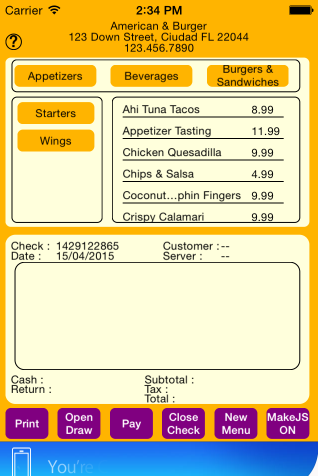 Carrier 2:34 PM
American & Burger
123 Down Street, Ciudad FL 22044
123.456.7890
?
Appetizers Beverages Burgers & Sandwiches
Starters
Wings
Ahi Tuna Tacos 8.99
Appetizer Tasting 11.99
Chicken Quesadilla 9.99
Chips & Salsa 4.99
Coconut...phin Fingers 9.99
Crispy Calamari 9.99
Check : 1429122865 Customer : --
Date : 15/04/2015 Server : --
Cash : Subtotal :
Return : Tax :
Total :
Print Open Draw Pay Close Check New Menu MakeJS ON
You're